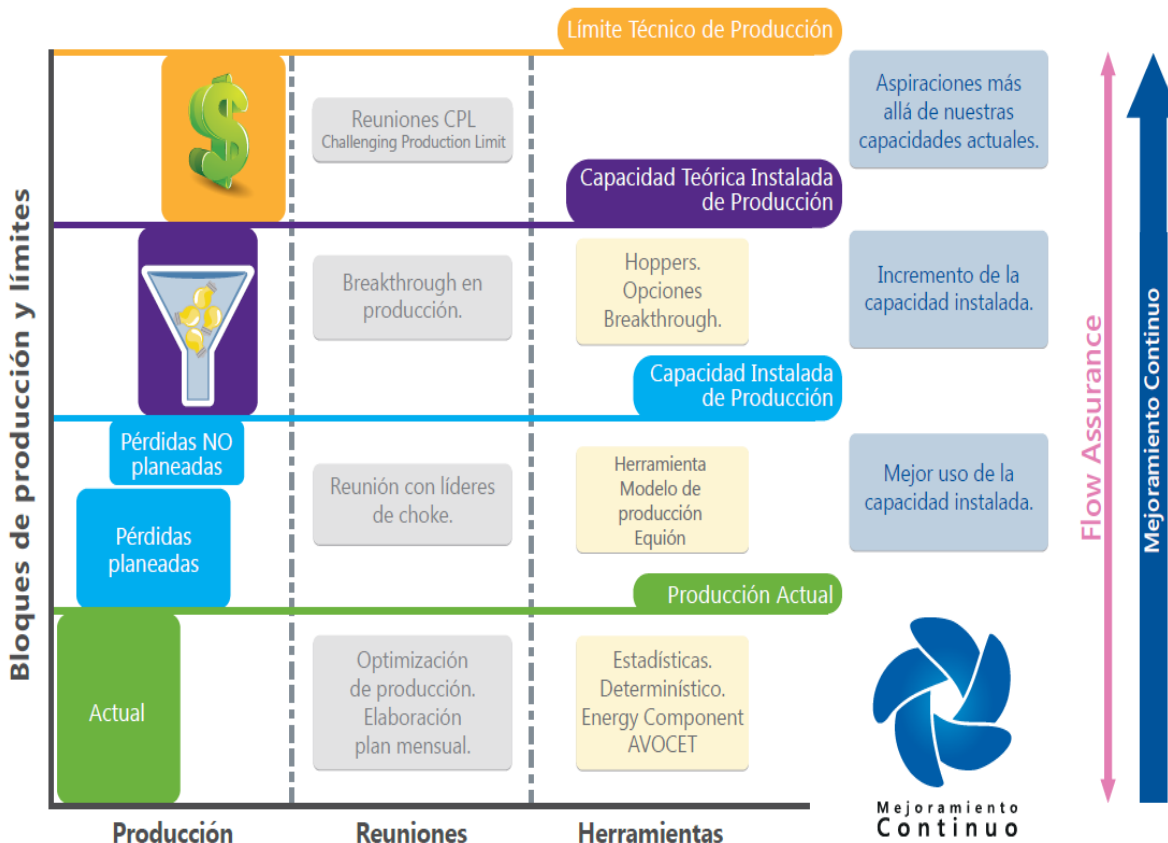 Bloques de producción y límites
Límite Técnico de Producción
$
Reuniones CPL
Challenging Production Limit
Aspiraciones más
allá de nuestras
capacidades actuales.
Capacidad Teórica Instalada
de Producción
Breakthrough en
producción.
Hoppers.
Opciones
Breakthrough.
Incremento de la
capacidad instalada.
Capacidad Instalada
de Producción
Pérdidas NO
planeadas
Pérdidas
planeadas
Reunión con líderes
de choke.
Herramienta
Modelo de
producción
Equión
Mejor uso de la
capacidad instalada.
Producción Actual
Actual
Optimización
de producción.
Elaboración
plan mensual.
Estadísticas.
Determinístico.
Energy Component
AVOCET
Mejoramiento
Continuo
Flow Assurance
Mejoramiento Continuo
Producción
Reuniones
Herramientas